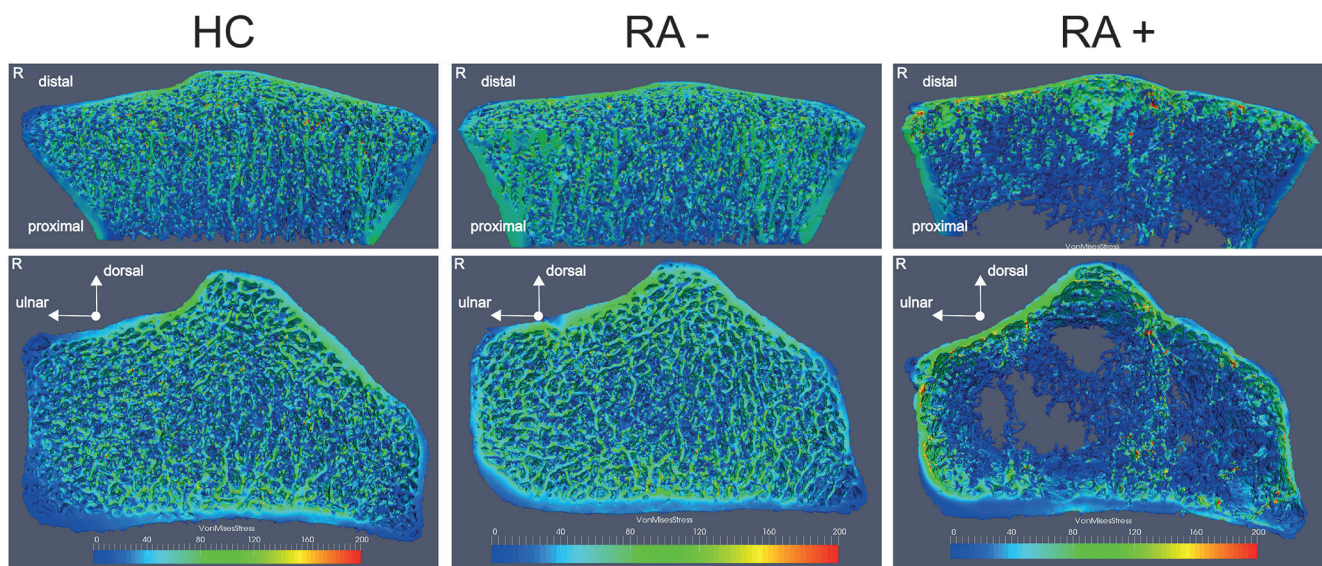 HC
RA -
RA +
R
distal
proximal
R
distal
proximal
R
distal
proximal
VonMisesStress
R
dorsal
ulnar
VonMisesStress
0 40 80 120 160 200
R
dorsal
ulnar
VonMisesStress
0 40 80 120 160 200
R
dorsal
ulnar
VonMisesStress
0 40 80 120 160 200